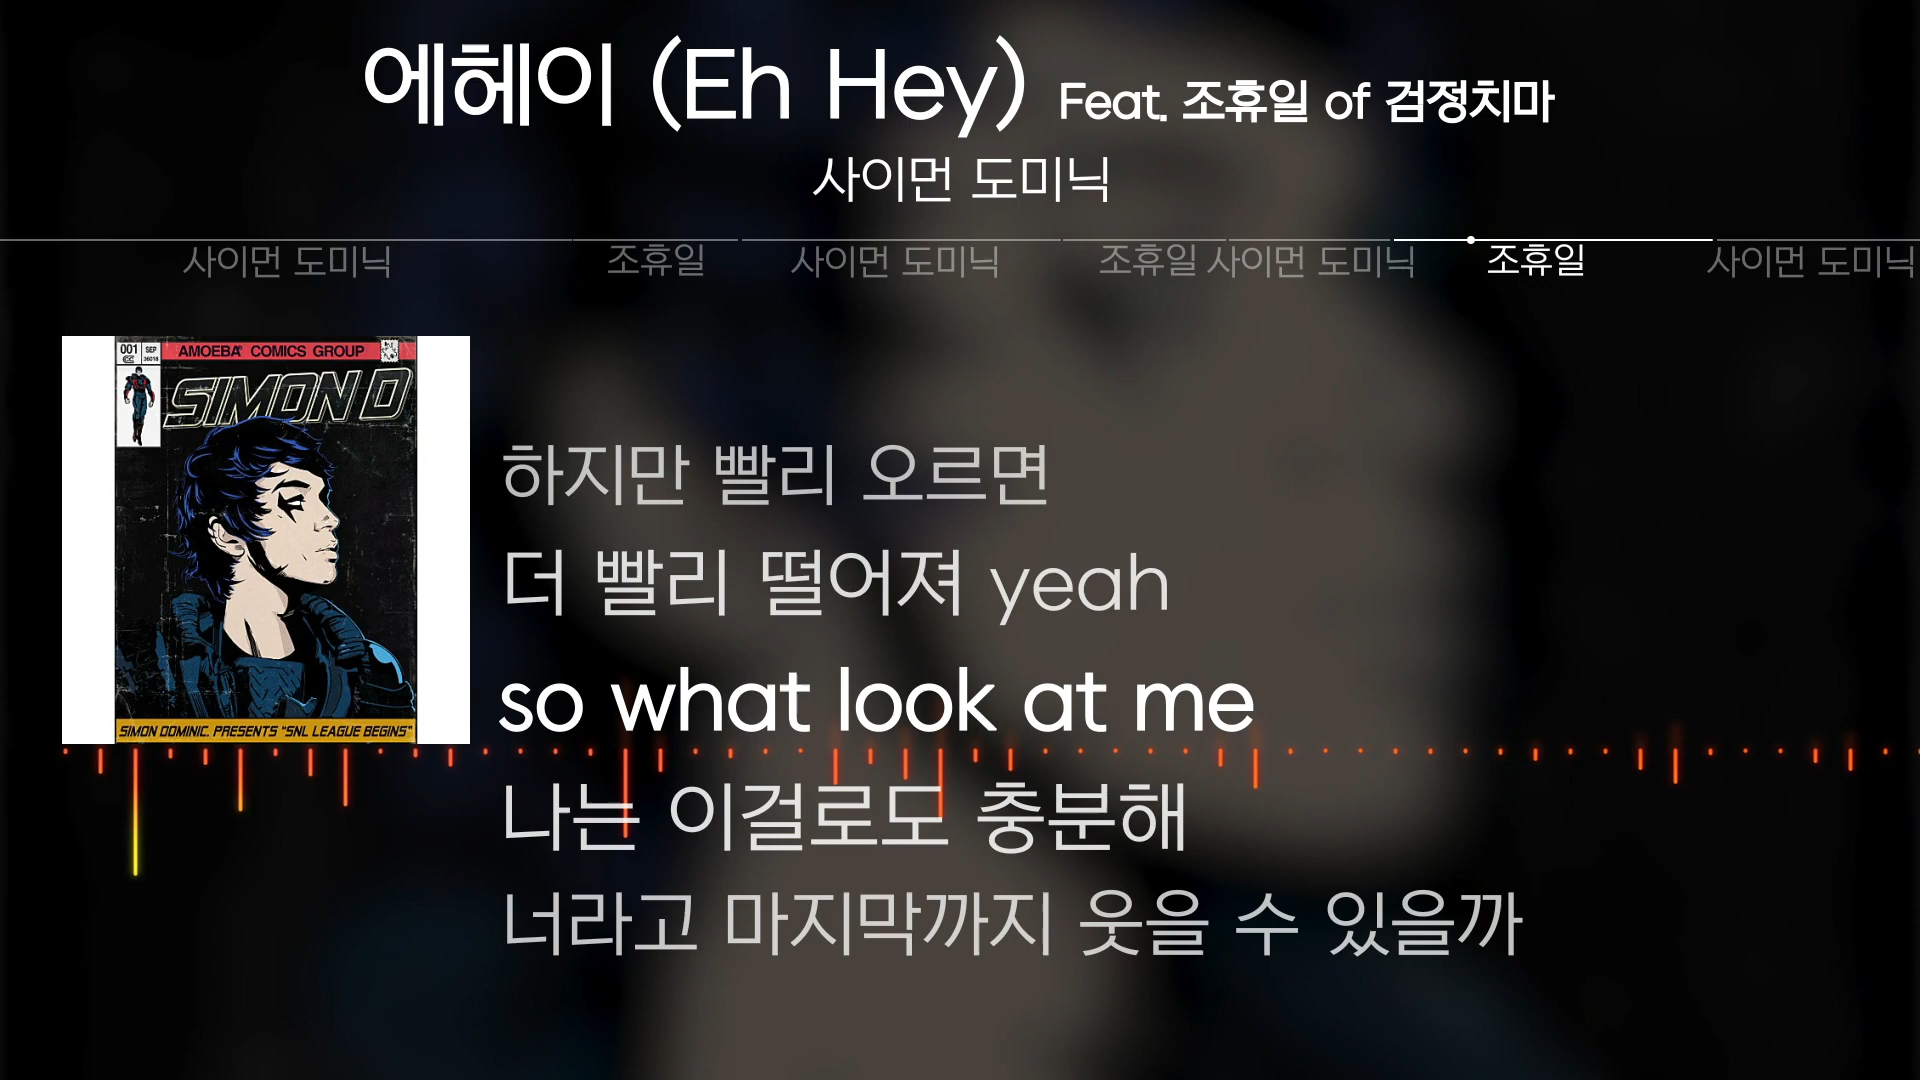 에헤이 (Eh Hey) Feat. 조휴일 of 검정치마
사이먼 도미닉
사이먼 도미닉 조휴일 사이먼 도미닉 조휴일 사이먼 도미닉 조휴일 사이먼 도미닉
001 SEP AMOEBA COMICS GROUP
SIMON D
SIMON DOMINIC. PRESENTS "SNL LEAGUE BEGINS"
하지만 빨리 오르면
더 빨리 떨어져 yeah
so what look at me
나는 이걸로도 충분해
너라고 마지막까지 웃을 수 있을까